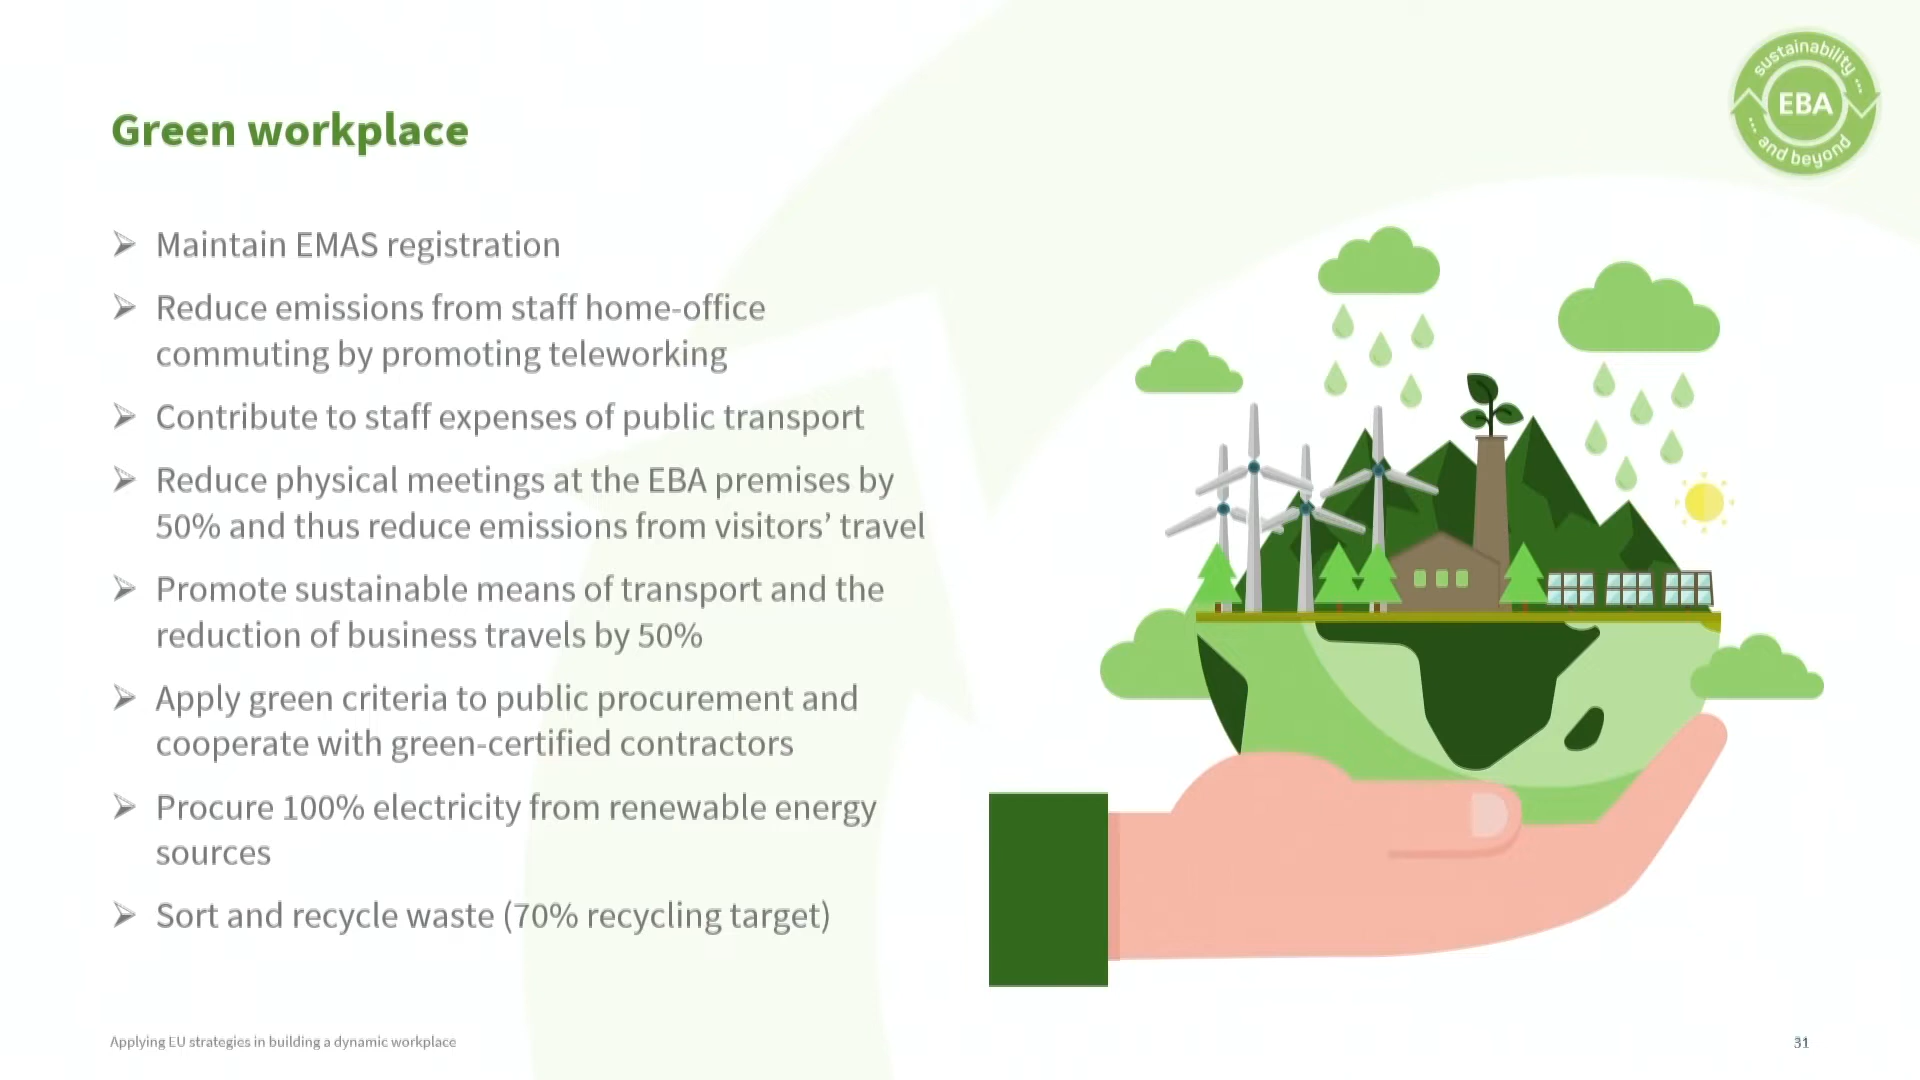 sustainability ...
EBA
... and beyond
Green workplace
➢ Maintain EMAS registration
➢ Reduce emissions from staff home-office
commuting by promoting teleworking
➢ Contribute to staff expenses of public transport
➢ Reduce physical meetings at the EBA premises by
50% and thus reduce emissions from visitors’ travel
➢ Promote sustainable means of transport and the
reduction of business travels by 50%
➢ Apply green criteria to public procurement and
cooperate with green-certified contractors
➢ Procure 100% electricity from renewable energy
sources
➢ Sort and recycle waste (70% recycling target)
Applying EU strategies in building a dynamic workplace
31